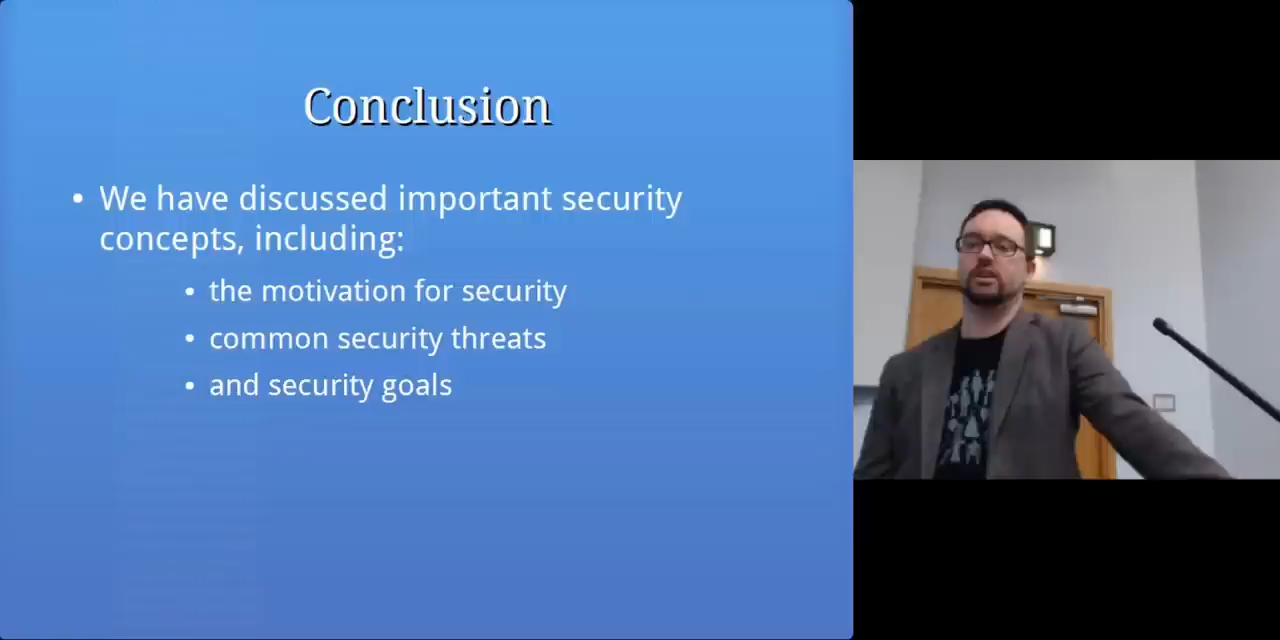 Conclusion
• We have discussed important security
concepts, including:
• the motivation for security
• common security threats
• and security goals